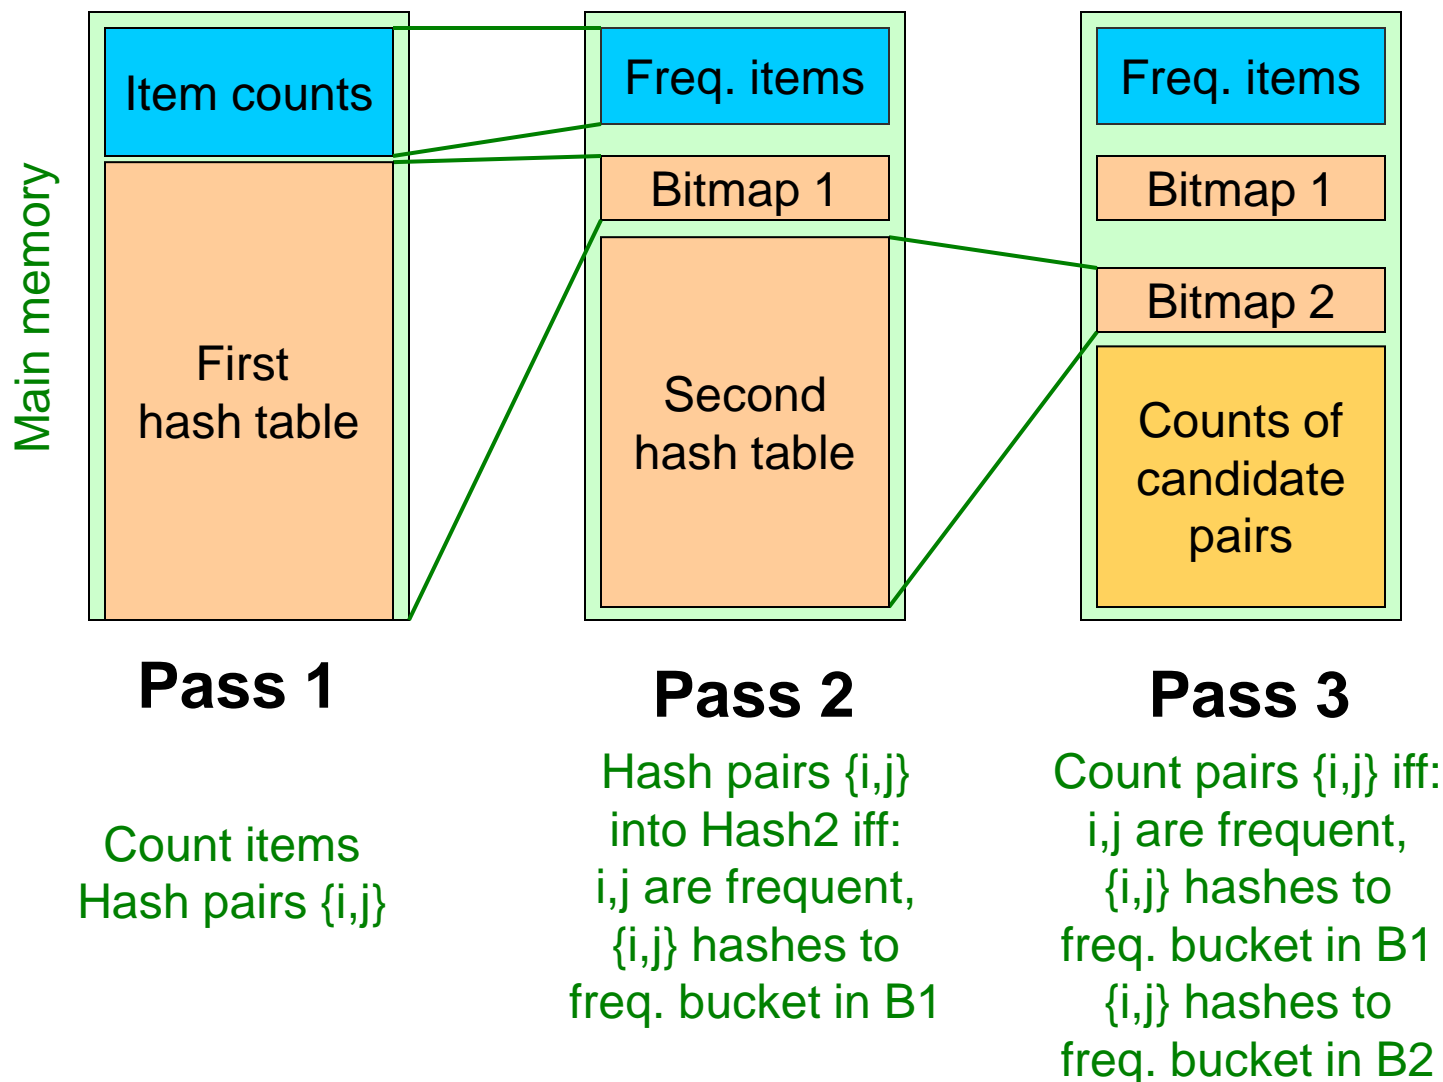 Main memory
Item counts
First
hash table
Pass 1
Count items
Hash pairs {i,j}
Freq. items
Bitmap 1
Second
hash table
Pass 2
Hash pairs {i,j}
into Hash2 iff:
i,j are frequent,
{i,j} hashes to
freq. bucket in B1
Freq. items
Bitmap 1
Bitmap 2
Counts of
candidate
pairs
Pass 3
Count pairs {i,j} iff:
i,j are frequent,
{i,j} hashes to
freq. bucket in B1
{i,j} hashes to
freq. bucket in B2